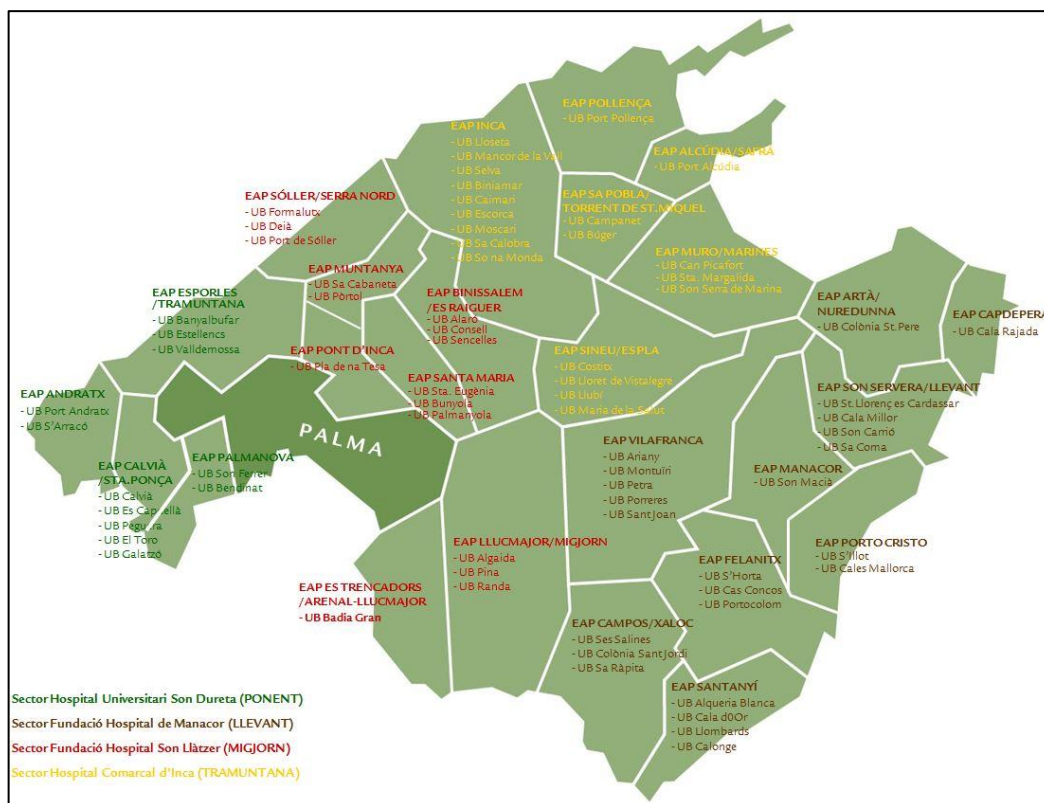 EAP POLLENÇA
- UB Port Pollença
EAP INCA
- UB Lloseta
- UB Mancor de la Vall
- UB Selva
- UB Biniamar
- UB Caimari
- UB Escorca
- UB Moscari
- UB Sa Calobra
- UB So na Monda
EAP ALCÚDIA/SAFRÀ
- UB Port Alcúdia
EAP SÓLLER/SERRA NORD
- UB Fornalutx
- UB Deià
- UB Port de Sóller
EAP SA POBLA/
TORRENT DE ST.MIQUEL
- UB Campanet
- UB Búger
EAP MURO/MARINES
- UB Can Picafort
- UB Sta. Margalida
- UB Son Serra de Marina
EAP MUNTANYA
- UB Sa Cabaneta
- UB Pòrtol
EAP ESPORLES
/TRAMUNTANA
- UB Banyalbufar
- UB Estellencs
- UB Valldemossa
EAP BINISSALEM
/ES RAIGUER
- UB Alaró
- UB Consell
- UB Sencelles
EAP ARTÀ/
NUREDUNNA
- UB Colònia St.Pere
EAP CAPDEPERA
- UB Cala Rajada
EAP PONT D'INCA
- UB Pla de na Tesa
EAP SINEU/ESPLA
- UB Costitx
- UB Lloret de Vistalegre
- UB Llubí
- UB Maria de la Salut
EAP SANTA MARIA
- UB Sta. Eugènia
- UB Bunyola
- UB Palmanyola
EAP ANDRATX
- UB Port Andratx
- UB S'Arracó
EAP SON SERVERA/LLEVANT
- UB St.Llorenç es Cardassar
- UB Cala Millor
- UB Son Carrió
- UB Sa Coma
PALMA
EAP VILAFRANCA
- UB Ariany
- UB Montuïri
- UB Petra
- UB Porreres
- UB Sant Joan
EAP PALMANOVA
- UB Son Ferrer
- UB Bendinat
EAP CALVIÀ
/STA.PONÇA
- UB Calvià
- UB Es Capdellà
- UB Peguera
- UB El Toro
- UB Galatzó
EAP MANACOR
- UB Son Macià
EAP LLUCMAJOR/MIGJORN
- UB Algaida
- UB Pina
- UB Randa
EAP PORTO CRISTO
- UB S'Illot
- UB Cales Mallorca
EAP FELANITX
- UB S'Horta
- UB Cas Concos
- UB Portocolom
EAP ES TRENCADORS
/ARENAL-LLUCMAJOR
- UB Badia Gran
EAP CAMPOS/XALOC
- UB Ses Salines
- UB Colònia Sant Jordi
- UB Sa Ràpita
EAP SANTANYÍ
- UB Alqueria Blanca
- UB Cala d0Or
- UB Llombards
- UB Calonge
Sector Hospital Universitari Son Dureta (PONENT)
Sector Fundació Hospital de Manacor (LLEVANT)
Sector Fundació Hospital Son Llàtzer (MIGJORN)
Sector Hospital Comarcal d'Inca (TRAMUNTANA)